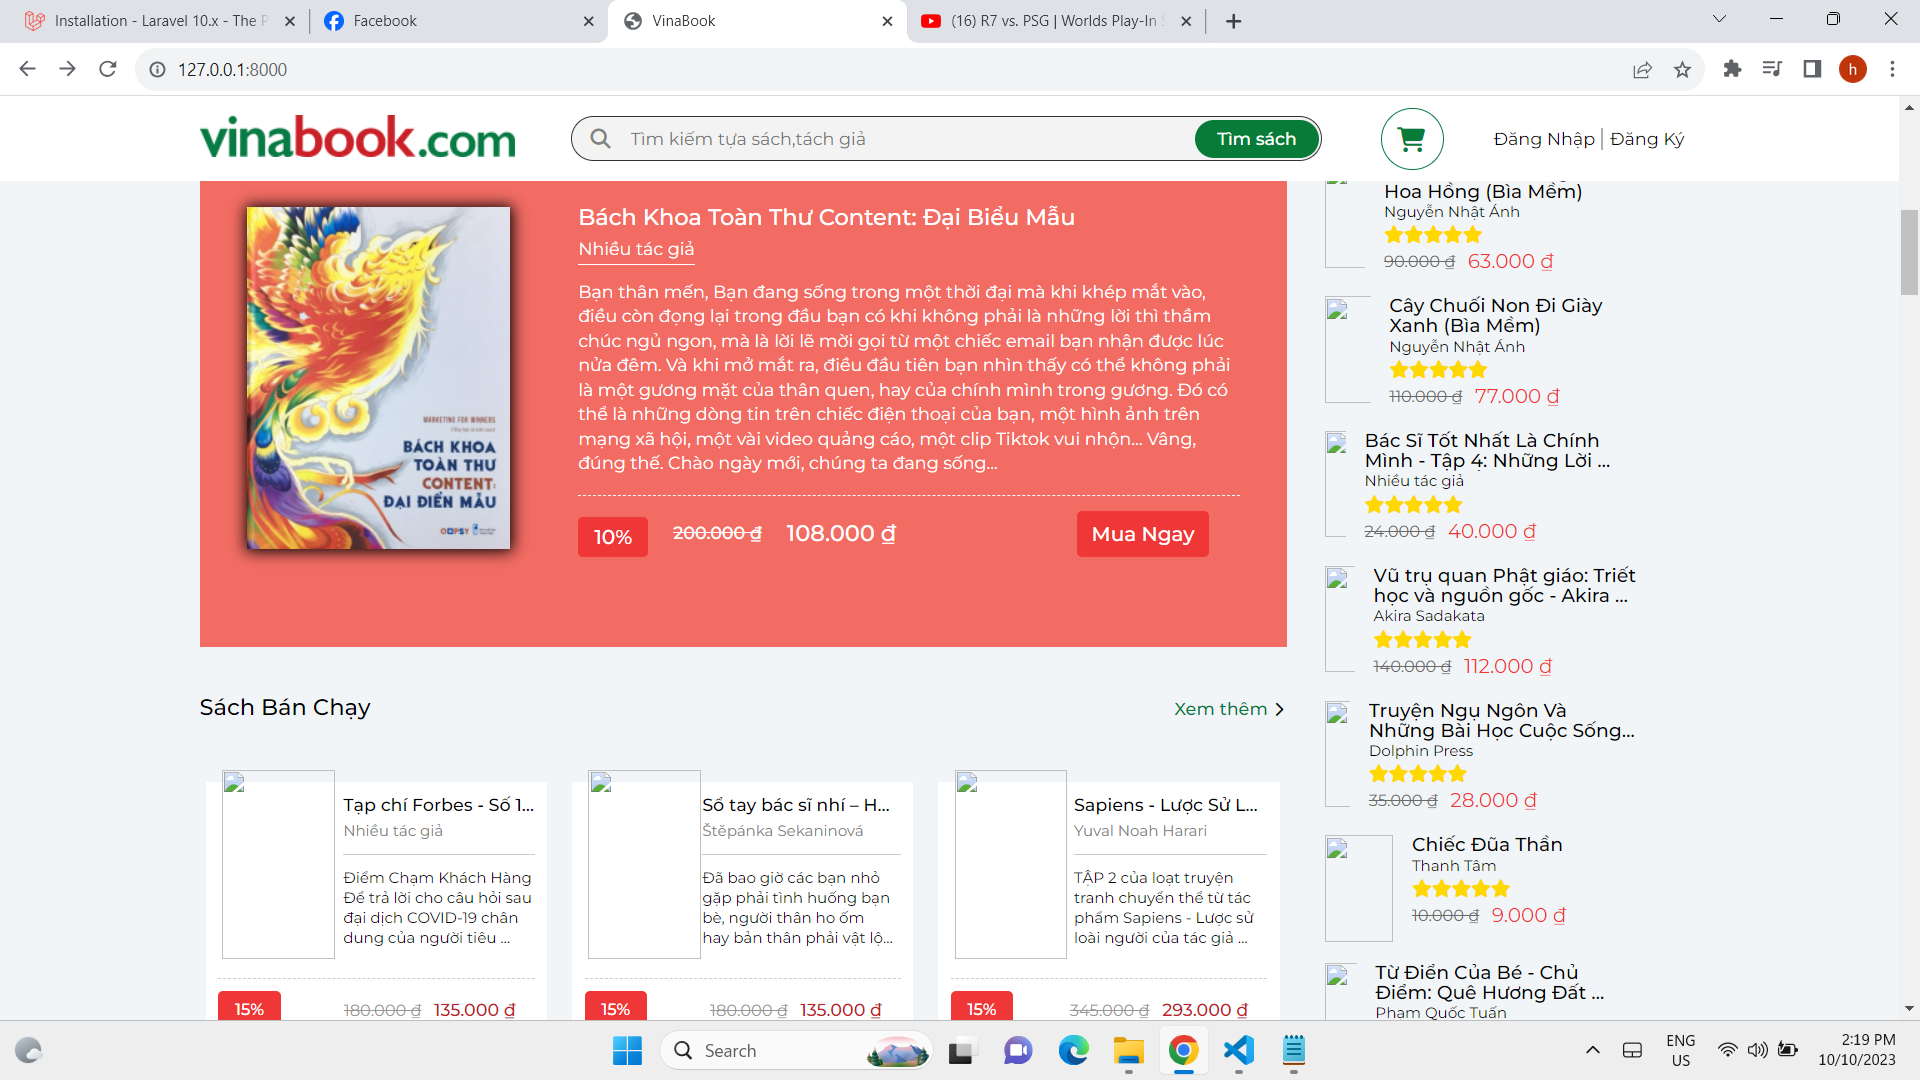 Installation - Laravel 10.x - The P
Facebook
VinaBook
(16) R7 vs. PSG | Worlds Play-In S
127.0.0.1:8000
h
vinabook.com
Tìm kiếm tựa sách,tách giả
Tìm sách
Đăng Nhập | Đăng Ký
Bách Khoa Toàn Thư Content: Đại Biểu Mẫu
Nhiều tác giả
Bạn thân mến, Bạn đang sống trong một thời đại mà khi khép mắt vào,
điều còn đọng lại trong đầu bạn có khi không phải là những lời thì thầm
chúc ngủ ngon, mà là lời lẽ mời gọi từ một chiếc email bạn nhận được lúc
nửa đêm. Và khi mở mắt ra, điều đầu tiên bạn nhìn thấy có thể không phải
là một gương mặt của thân quen, hay của chính mình trong gương. Đó có
thể là những dòng tin trên chiếc điện thoại của bạn, một hình ảnh trên
mạng xã hội, một vài video quảng cáo, một clip Tiktok vui nhộn... Vâng,
đúng thế. Chào ngày mới, chúng ta đang sống...
10%
200.000 ₫
108.000 ₫
Mua Ngay
MARKETING FOR WINNERS
BÁCH KHOA
TOÀN THƯ
CONTENT:
ĐẠI ĐIỂN MẪU
OOPSY
Hoa Hồng (Bìa Mềm)
Nguyễn Nhật Ánh
90.000 ₫ 63.000 ₫
Cây Chuối Non Đi Giày
Xanh (Bìa Mềm)
Nguyễn Nhật Ánh
110.000 ₫ 77.000 ₫
Bác Sĩ Tốt Nhất Là Chính
Mình - Tập 4: Những Lời ...
Nhiều tác giả
24.000 ₫ 40.000 ₫
Vũ trụ quan Phật giáo: Triết
học và nguồn gốc - Akira ...
Akira Sadakata
140.000 ₫ 112.000 ₫
Truyện Ngụ Ngôn Và
Những Bài Học Cuộc Sống...
Dolphin Press
35.000 ₫ 28.000 ₫
Chiếc Đũa Thần
Thanh Tâm
10.000 ₫ 9.000 ₫
Từ Điển Của Bé - Chủ
Điểm: Quê Hương Đất ...
Phạm Quốc Tuấn
Sách Bán Chạy
Xem thêm
Tạp chí Forbes - Số 1...
Nhiều tác giả
Điểm Chạm Khách Hàng
Để trả lời cho câu hỏi sau
đại dịch COVID-19 chân
dung của người tiêu ...
15%
180.000 ₫ 135.000 ₫
Sổ tay bác sĩ nhí – H...
Štěpánka Sekaninová
Đã bao giờ các bạn nhỏ
gặp phải tình huống bạn
bè, người thân ho ốm
hay bản thân phải vật lộ...
15%
180.000 ₫ 135.000 ₫
Sapiens - Lược Sử L...
Yuval Noah Harari
TẬP 2 của loạt truyện
tranh chuyển thể từ tác
phẩm Sapiens - Lược sử
loài người của tác giả ...
15%
345.000 ₫ 293.000 ₫
Search
ENG
US
2:19 PM
10/10/2023